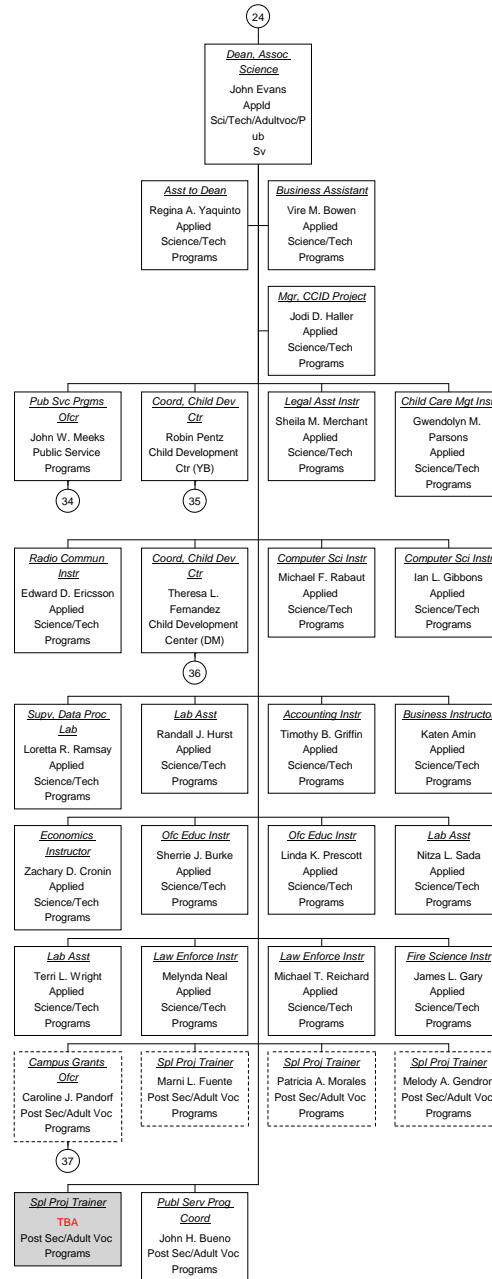 24
Dean, Assoc
Science
John Evans
Appld
Sci/Tech/Adultvoc/P
ub
Sv
Asst to Dean
Regina A. Yaquinto
Applied
Science/Tech
Programs
Business Assistant
Vire M. Bowen
Applied
Science/Tech
Programs
Mgr, CCID Project
Jodi D. Haller
Applied
Science/Tech
Programs
Pub Svc Prgms
Ofcr
John W. Meeks
Public Service
Programs
34
Coord, Child Dev
Ctr
Robin Pentz
Child Development
Ctr (YB)
35
Legal Asst Instr
Sheila M. Merchant
Applied
Science/Tech
Programs
Child Care Mgt Inst
Gwendolyn M.
Parsons
Applied
Science/Tech
Programs
Radio Commun
Instr
Edward D. Ericsson
Applied
Science/Tech
Programs
Coord, Child Dev
Ctr
Theresa L.
Fernandez
Child Development
Center (DM)
36
Computer Sci Instr
Michael F. Rabaut
Applied
Science/Tech
Programs
Computer Sci Instr
Ian L. Gibbons
Applied
Science/Tech
Programs
Supv, Data Proc
Lab
Loretta R. Ramsay
Applied
Science/Tech
Programs
Lab Asst
Randall J. Hurst
Applied
Science/Tech
Programs
Accounting Instr
Timothy B. Griffin
Applied
Science/Tech
Programs
Business Instructor
Katen Amin
Applied
Science/Tech
Programs
Economics
Instructor
Zachary D. Cronin
Applied
Science/Tech
Programs
Ofc Educ Instr
Sherrie J. Burke
Applied
Science/Tech
Programs
Ofc Educ Instr
Linda K. Prescott
Applied
Science/Tech
Programs
Lab Asst
Nitza L. Sada
Applied
Science/Tech
Programs
Lab Asst
Terri L. Wright
Applied
Science/Tech
Programs
Law Enforce Instr
Melynda Neal
Applied
Science/Tech
Programs
Law Enforce Instr
Michael T. Reichard
Applied
Science/Tech
Programs
Fire Science Instr
James L. Gary
Applied
Science/Tech
Programs
Campus Grants
Ofcr
Caroline J. Pandorf
Post Sec/Adult Voc
Programs
37
Spl Proj Trainer
Marni L. Fuente
Post Sec/Adult Voc
Programs
Spl Proj Trainer
Patricia A. Morales
Post Sec/Adult Voc
Programs
Spl Proj Trainer
Melody A. Gendron
Post Sec/Adult Voc
Programs
Spl Proj Trainer
TBA
Post Sec/Adult Voc
Programs
Publ Serv Prog
Coord
John H. Bueno
Post Sec/Adult Voc
Programs